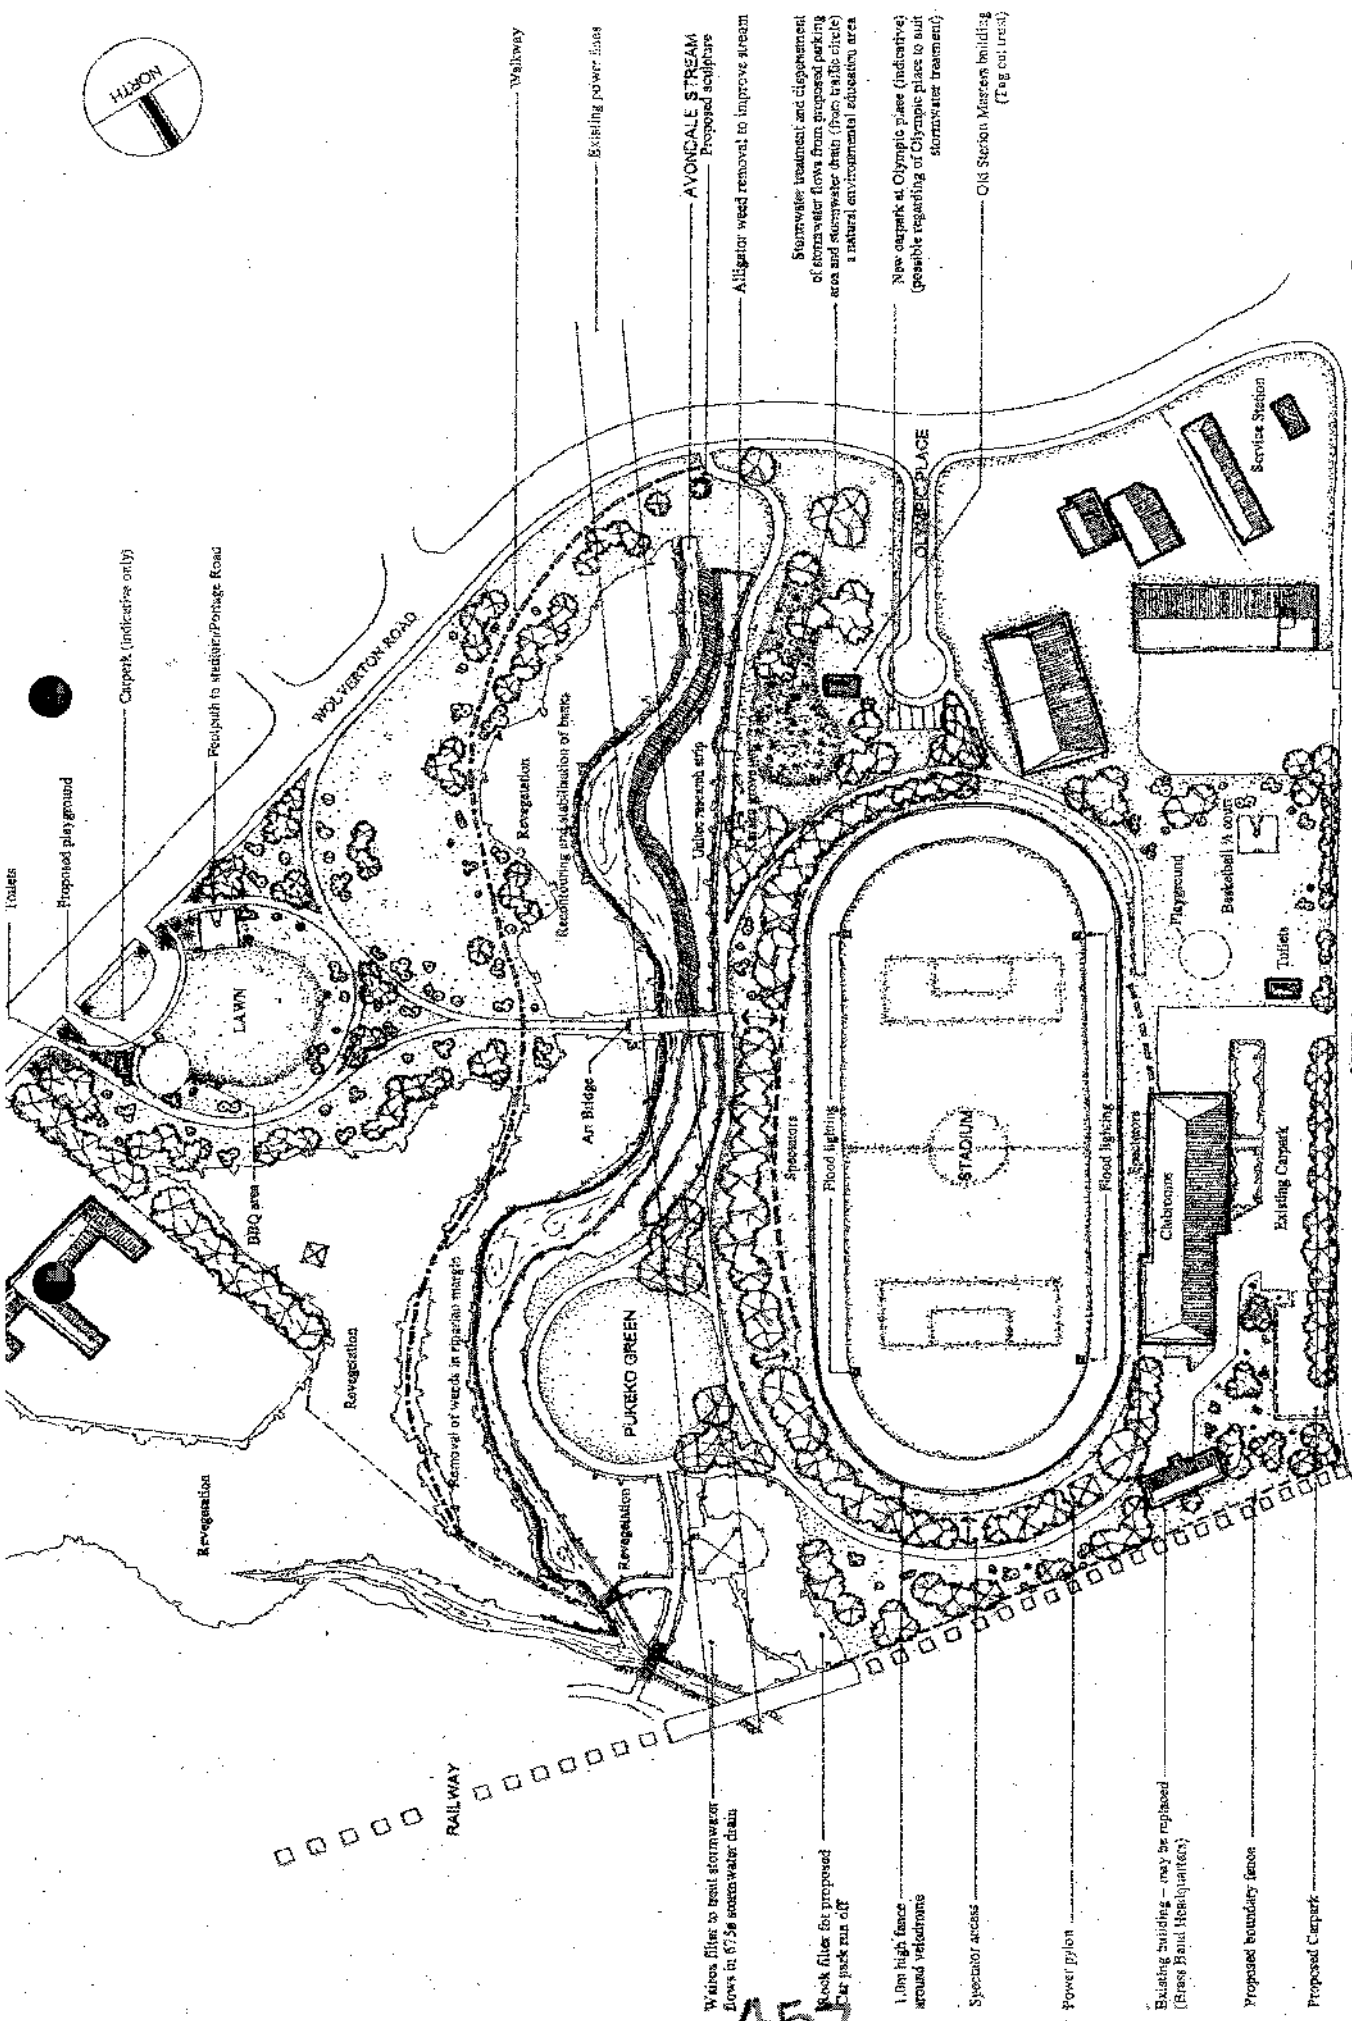 NORTH
Toilets
Proposed playground
Carpark (indicative only)
Footpath to station/Portage Road
Walkway
Existing power lines
AVONDALE STREAM
Proposed sculpture
Alligator weed removal to improve stream
Stormwater treatment and dispersement
of stormwater flows from proposed parking
area and stormwater drain (from traffic circle)
a natural environmental education area
New carpark at Olympic place (indicative)
(possible regarding of Olympic place to suit
stormwater treatment)
Old Station Masters building
(Tag out trust)
WOLVERTON ROAD
LAWN
BBQ area
Revegetation
Recontouring and stabilisation of banks
Unitec research strip
Art Bridge
OLYMPIC PLACE
Service Station
Revegetation
Revegetation
Removal of weeds in riparian margin
PUKEKO GREEN
Revegetation
Spectators
Flood lighting
STADIUM
Flood lighting
Spectators
Clubrooms
Existing Carpark
Playground
Basketball ½ court
Toilets
RAILWAY
filter to treat stormwater
flows in 675ø stormwater drain
Rock filter for proposed
Car park run off
1.0m high fence
around velodrome
Spectator access
Power pylon
Existing building – may be replaced
(Brass Band Headquarters)
Proposed boundary fence
Proposed Carpark